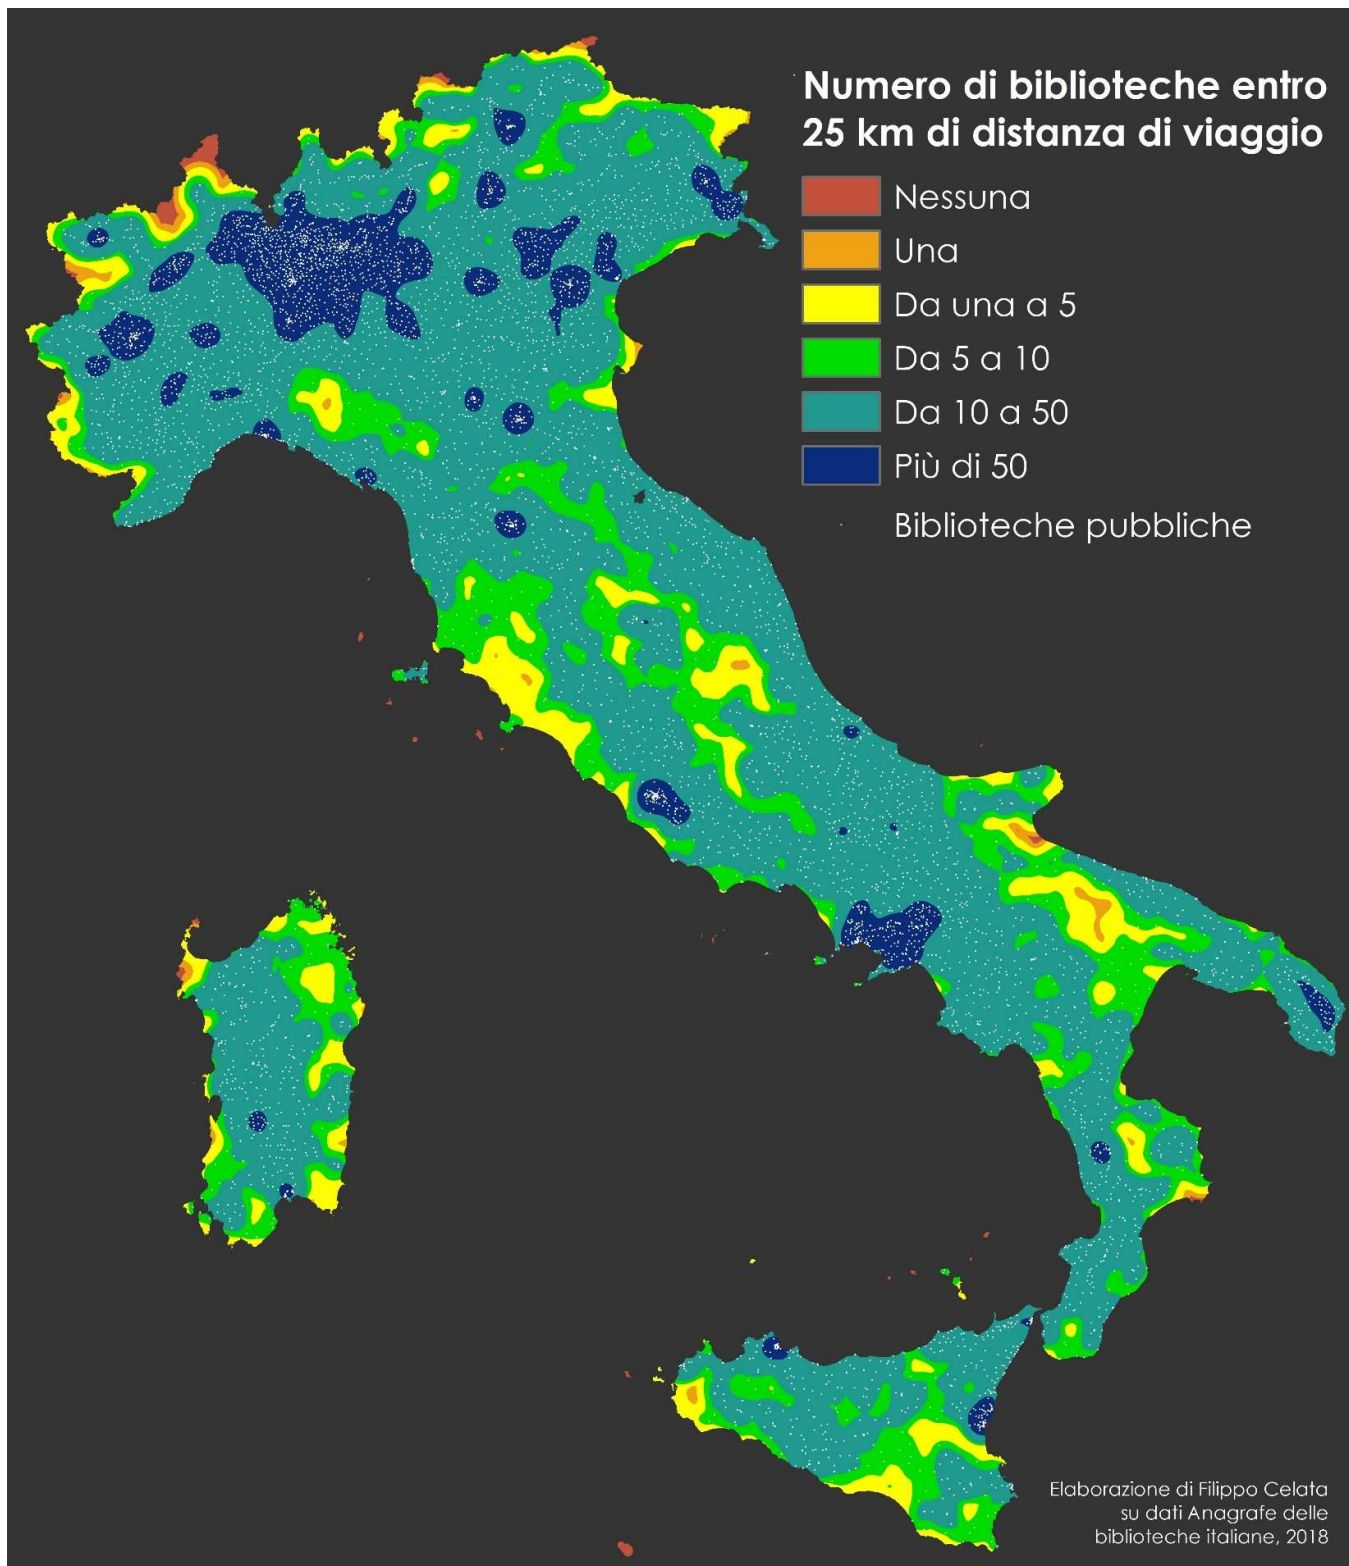 Numero di biblioteche entro
25 km di distanza di viaggio
Nessuna
Una
Da una a 5
Da 5 a 10
Da 10 a 50
Più di 50
Biblioteche pubbliche
Elaborazione di Filippo Celata
su dati Anagrafe delle
biblioteche italiane, 2018